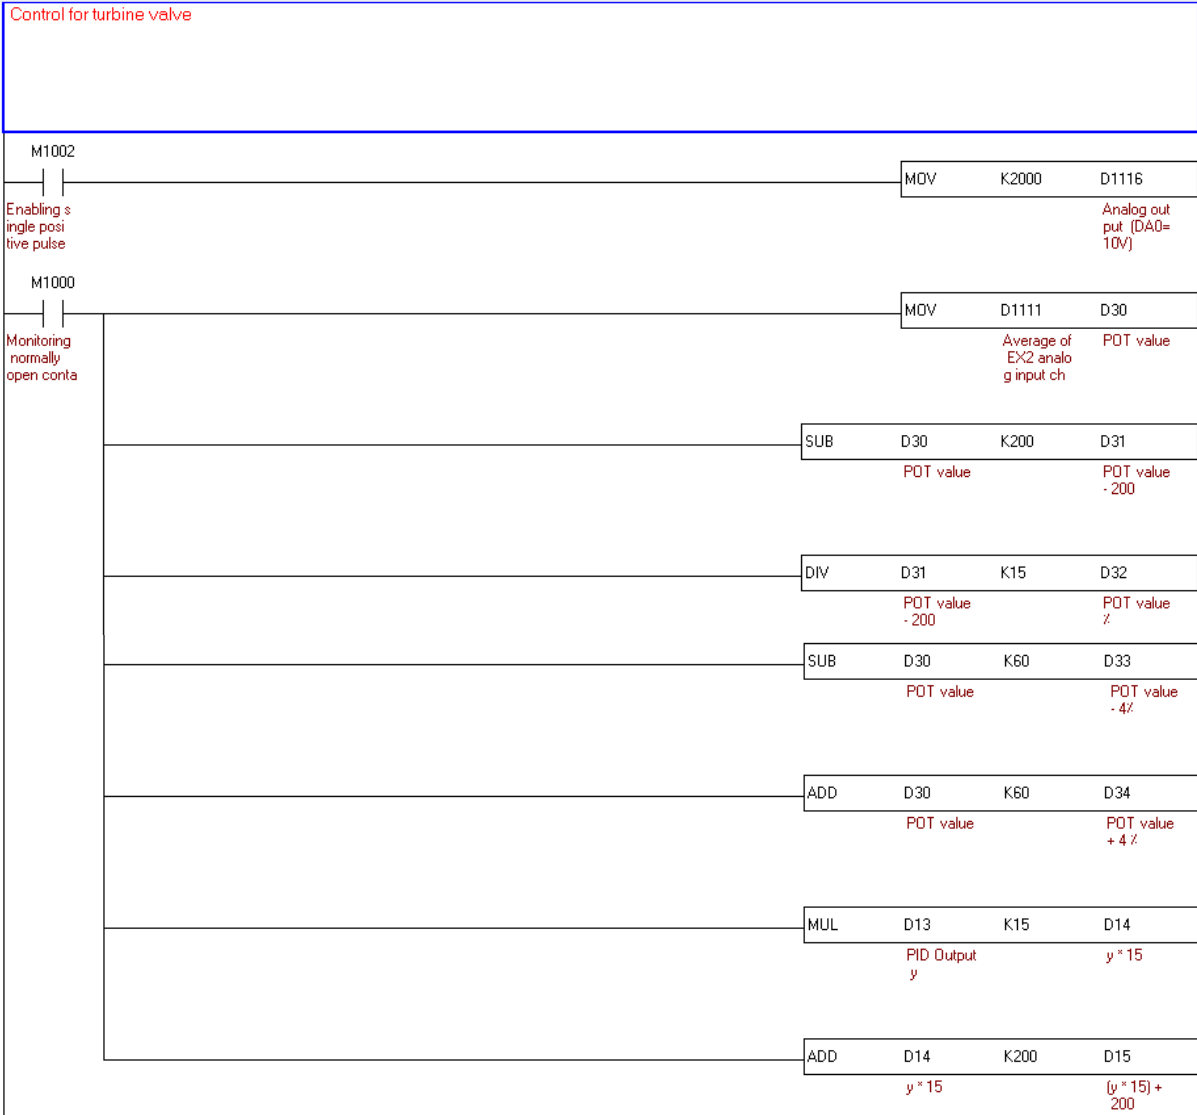 Control for turbine valve
M1002
MOV K2000 D1116
Enabling s
ingle posi
tive pulse
Analog out
put (DA0=
10V)
M1000
MOV D1111 D30
Monitoring
normally
open conta
Average of
EX2 analo
g input ch
POT value
SUB D30 K200 D31
POT value
POT value
- 200
DIV D31 K15 D32
POT value
- 200
POT value
%
SUB D30 K60 D33
POT value
POT value
- 4%
ADD D30 K60 D34
POT value
POT value
+ 4 %
MUL D13 K15 D14
PID Output
y
y * 15
ADD D14 K200 D15
y * 15
(y * 15) +
200